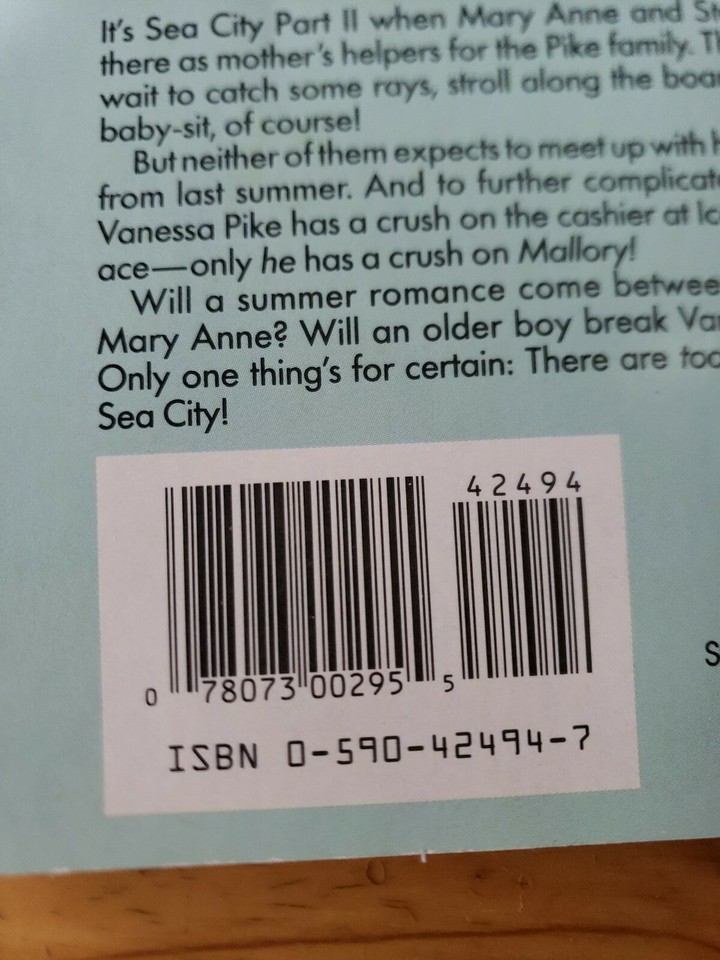 It's Sea City Part II when Mary Anne and
there as mother's helpers for the Pike family.
wait to catch some rays, stroll along the
baby-sit, of course!
But neither of them expects to meet up with
from last summer. And to further
Vanessa Pike has a crush on the cashier at
ace—only he has a crush on Mallory!
Will a summer romance come
Mary Anne? Will an older boy break
Only one thing's for certain: There are
Sea City!
42494
0 78073 00295 5
ISBN 0-590-42494-7
S